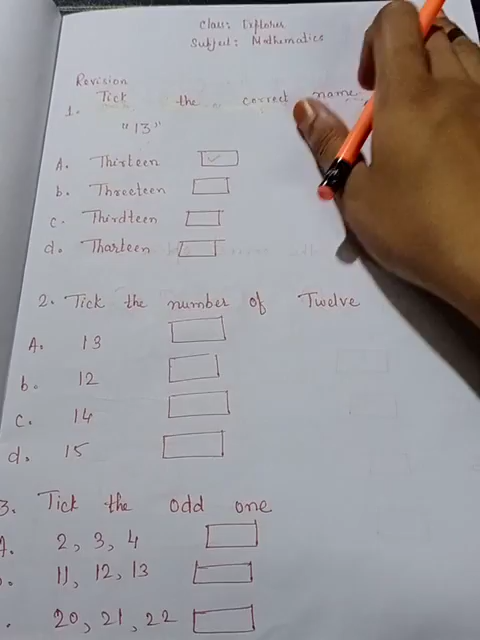 Class: Explorer
Subject: Mathematics
Revision
1. Tick the correct name
"13"
A. Thirteen ✓
b. Threeteen
c. Thirdteen
d. Tharteen
2. Tick the number of Twelve
A. 13
b. 12
c. 14
d. 15
3. Tick the odd one
A. 2, 3, 4
11, 12, 13
20, 21, 22